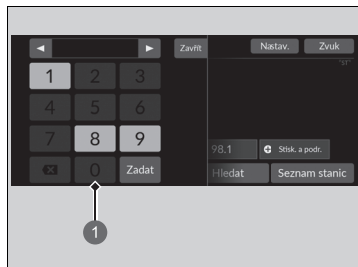 Zavřít
Nastav.
Zvuk
"ST"
1 2 3
4 5 6
7 8 9
0 Zadat
98.1
Stisk. a podr.
Hledat
Seznam stanic
1